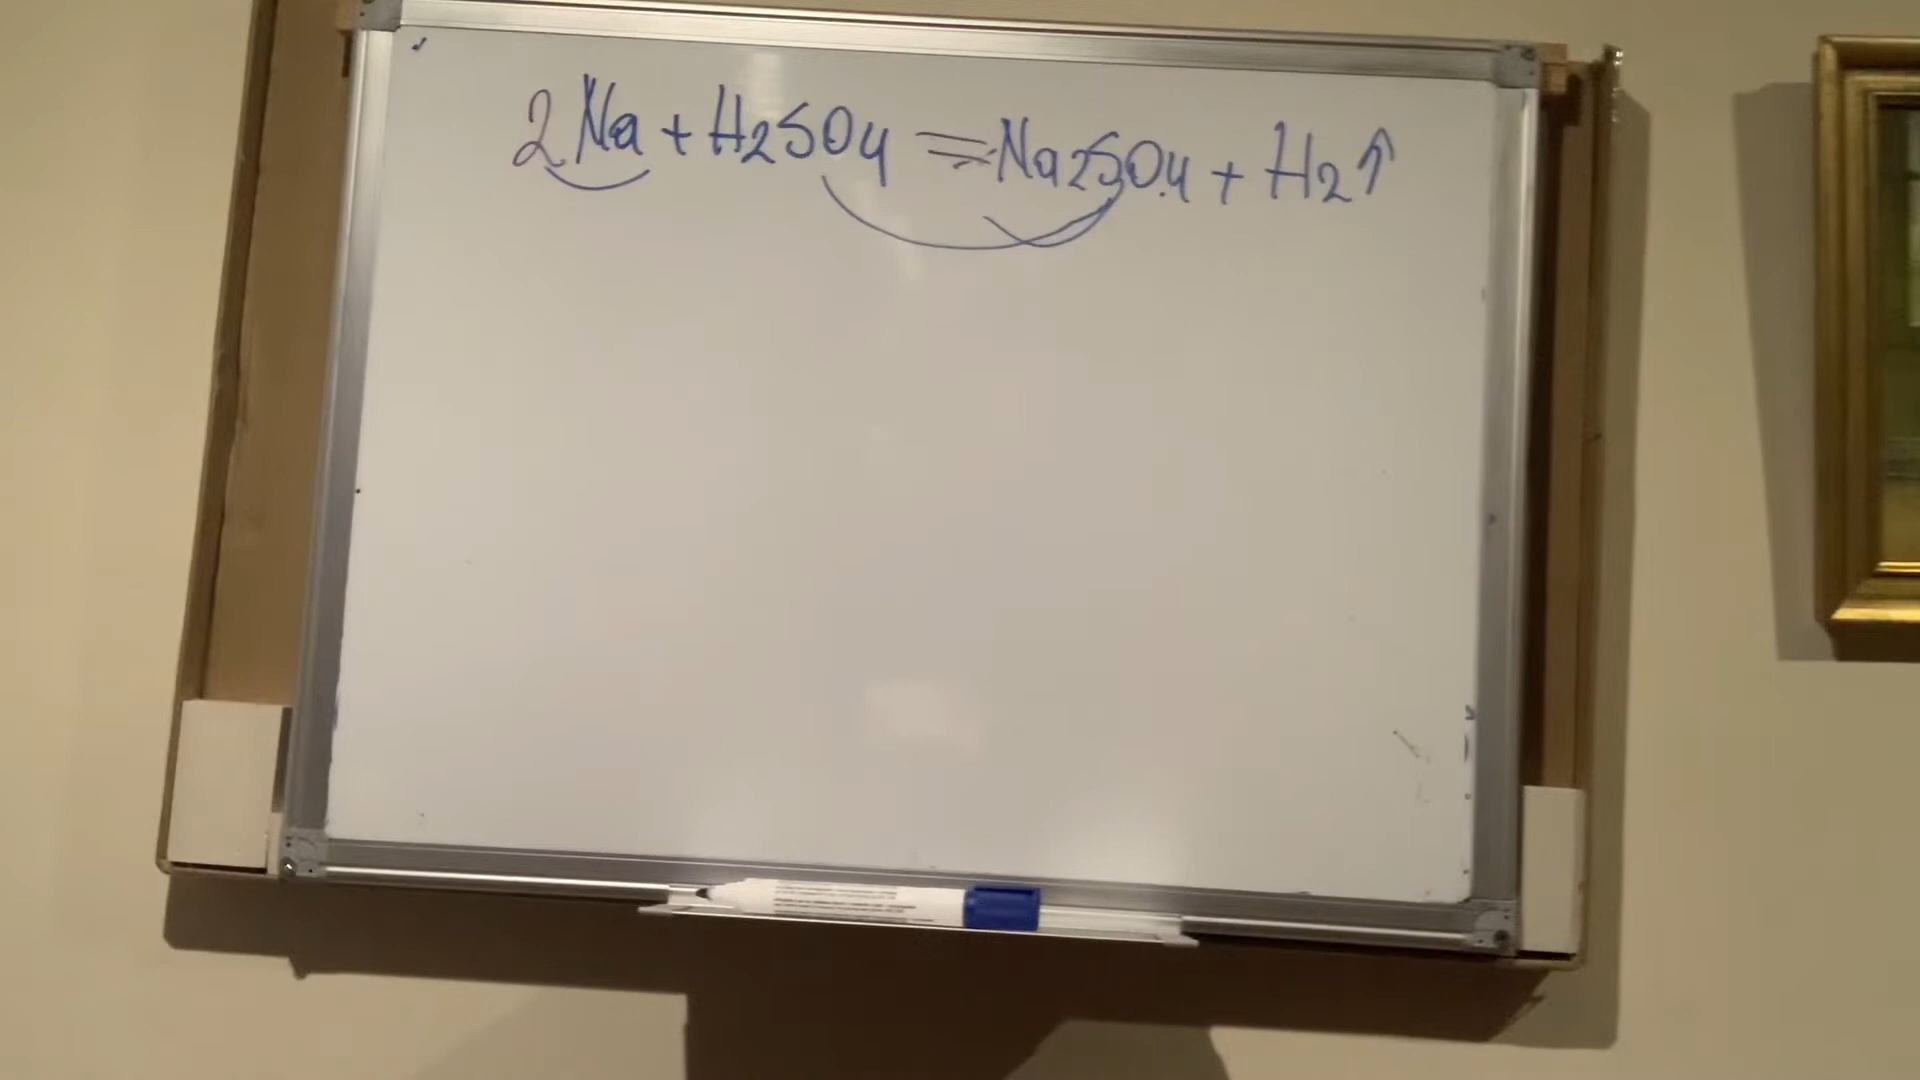 2Na + H2SO4 = Na2SO4 + H2↑